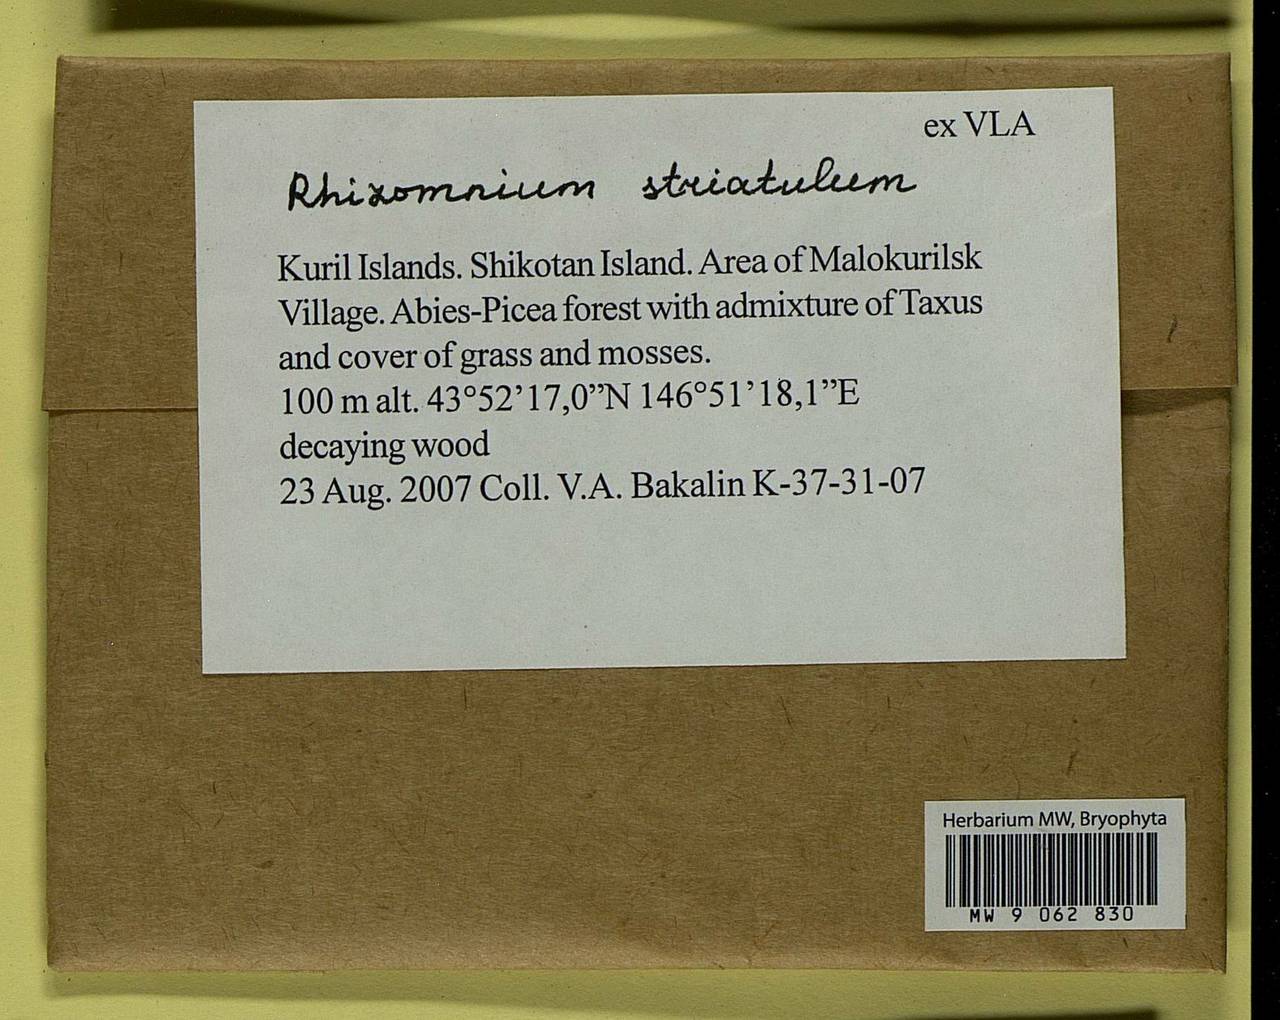 ex VLA
Rhizomnium striatulum
Kuril Islands. Shikotan Island. Area of Malokurilsk
Village. Abies-Picea forest with admixture of Taxus
and cover of grass and mosses.
100 m alt. 43°52’17,0”N 146°51’18,1”E
decaying wood
23 Aug. 2007 Coll. V.A. Bakalin K-37-31-07
Herbarium MW, Bryophyta
MW 9 062 830